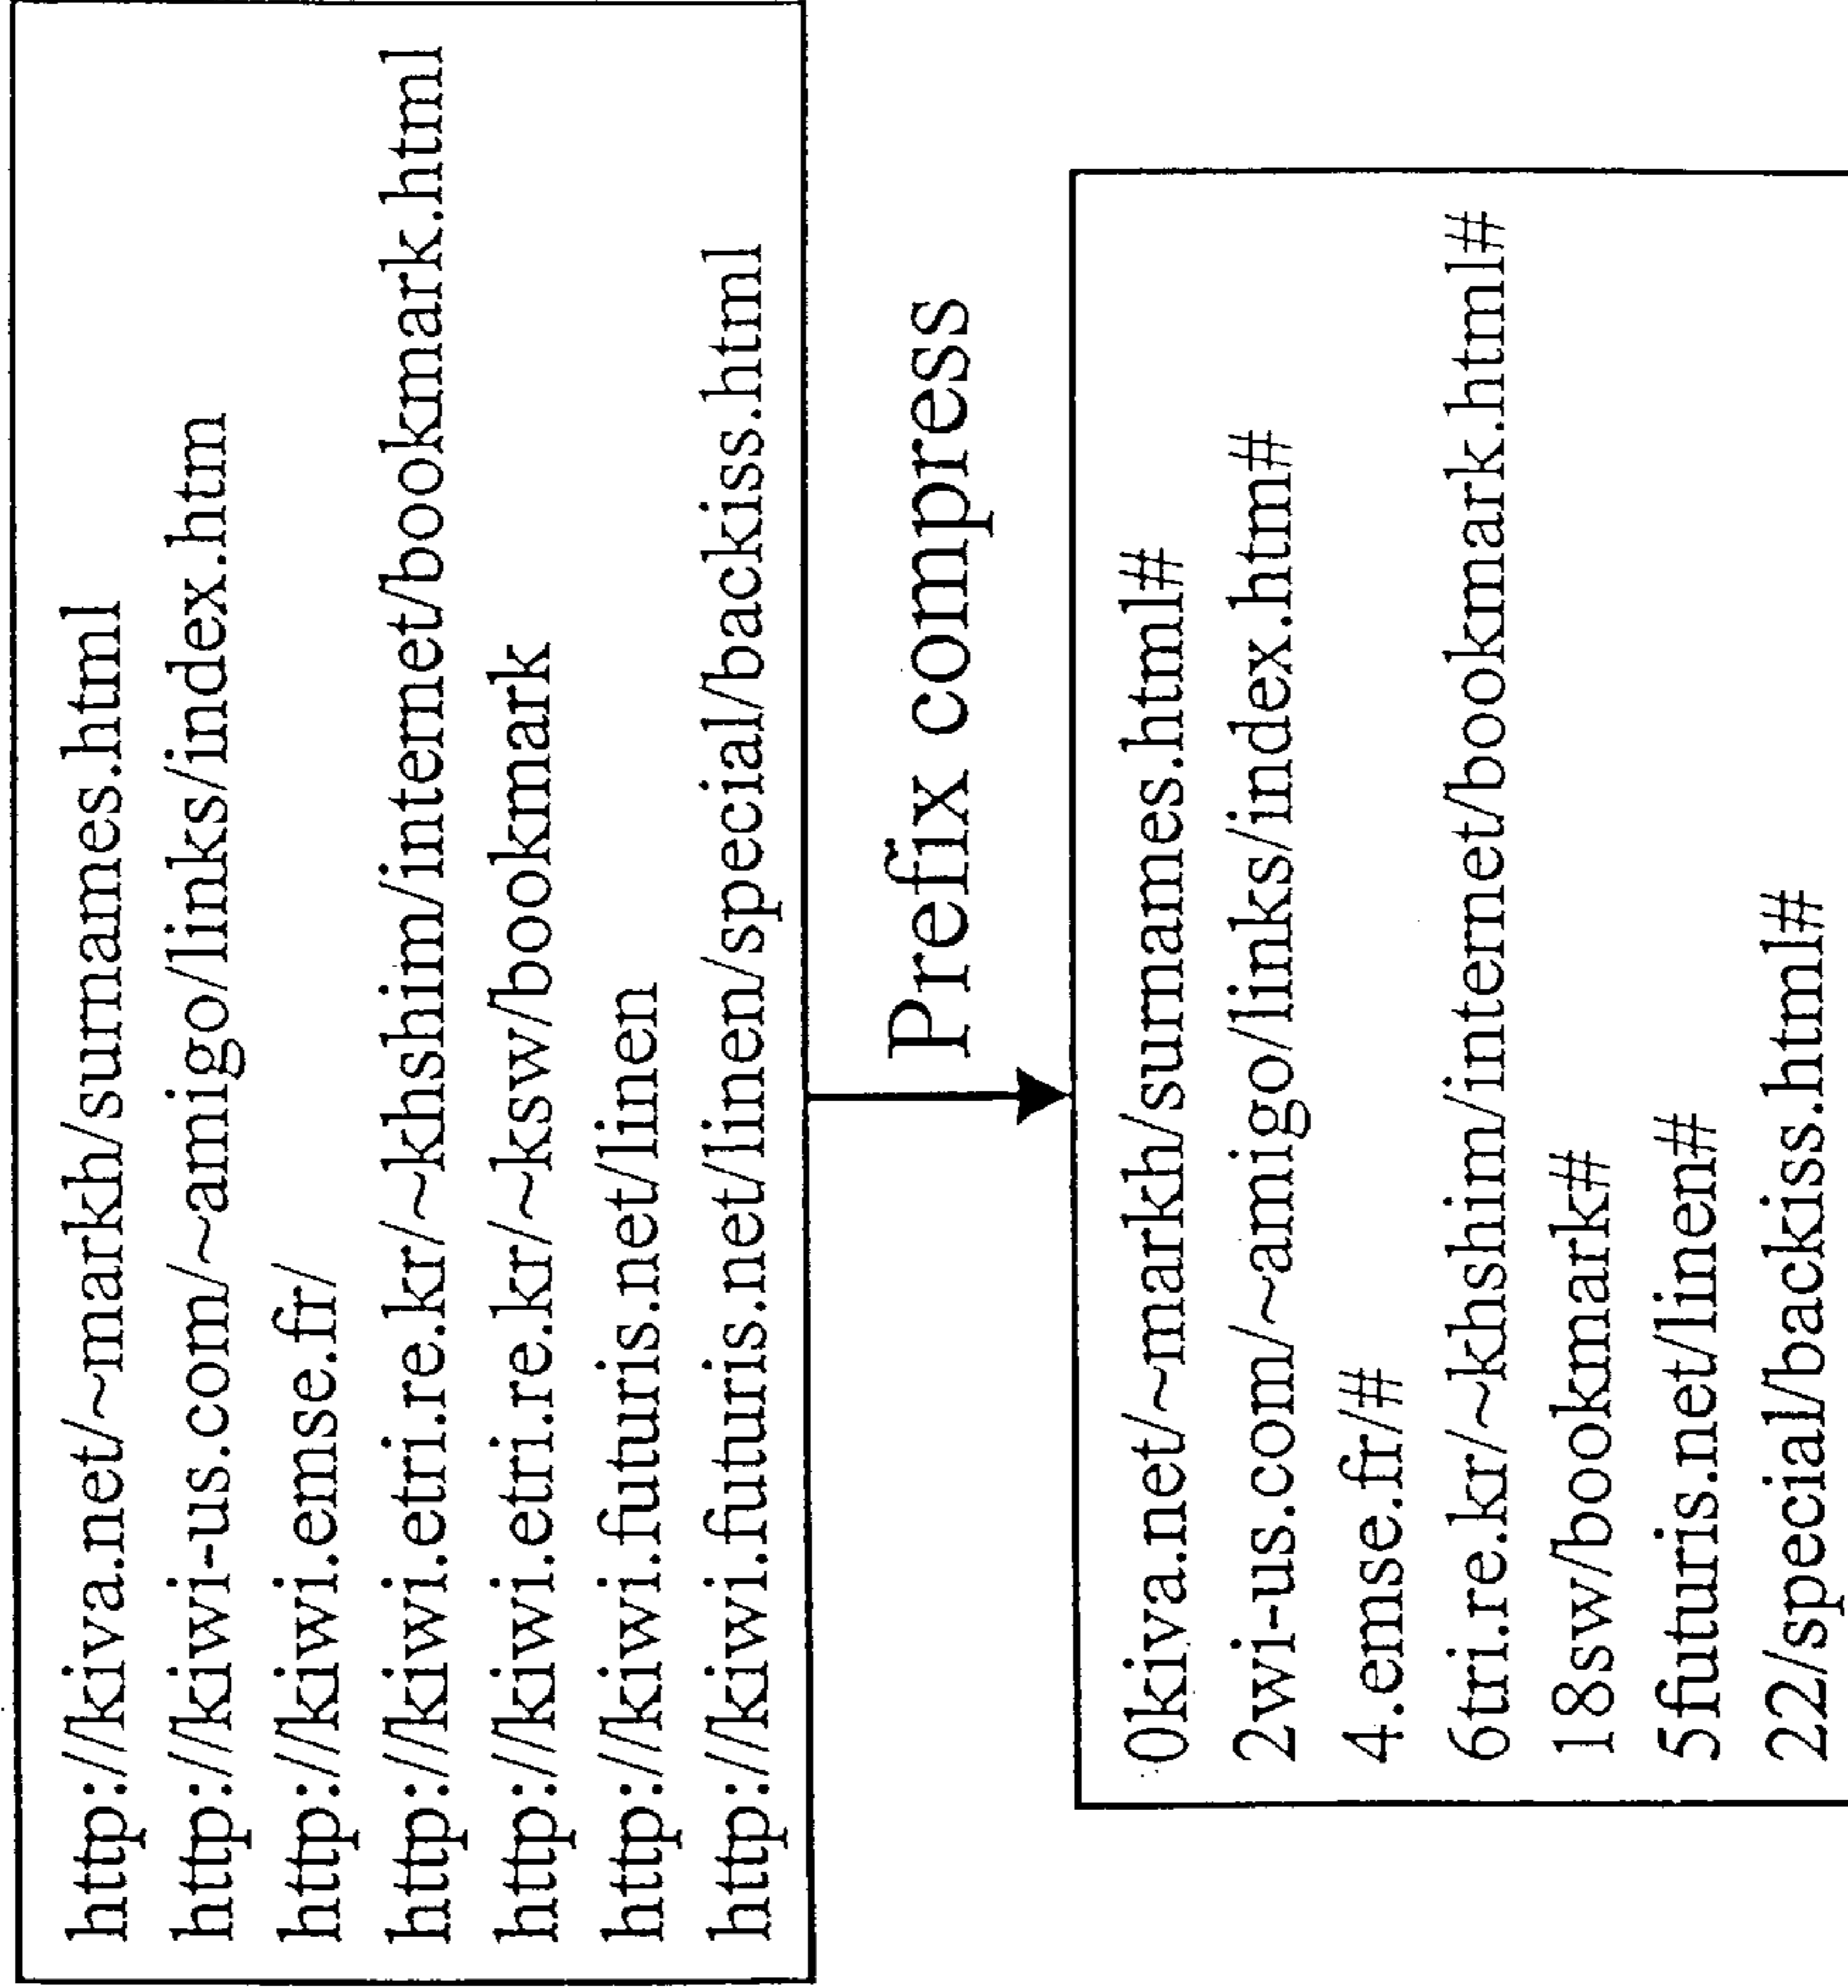 http://kiva.net/~markh/surnames.html
http://kiwi-us.com/~amigo/links/index.htm
http://kiwi.emse.fr/
http://kiwi.etri.re.kr/~khshim/internet/bookmark.html
http://kiwi.etri.re.kr/~ksw/bookmark
http://kiwi.futuris.net/linen
http://kiwi.futuris.net/linen/special/backiss.html
Prefix compress
0kiva.net/~markh/surnames.html#
2wi-us.com/~amigo/links/index.htm#
4.emse.fr/#
6tri.re.kr/~khshim/internet/bookmark.html#
18sw/bookmark#
5futuris.net/linen#
22/special/backiss.html#